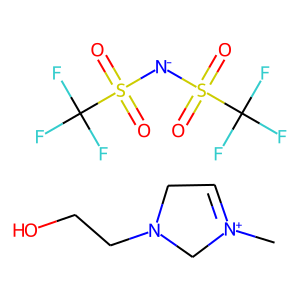 O N⁻ O
F S S F
F F
F F
O O
HO N N⁺